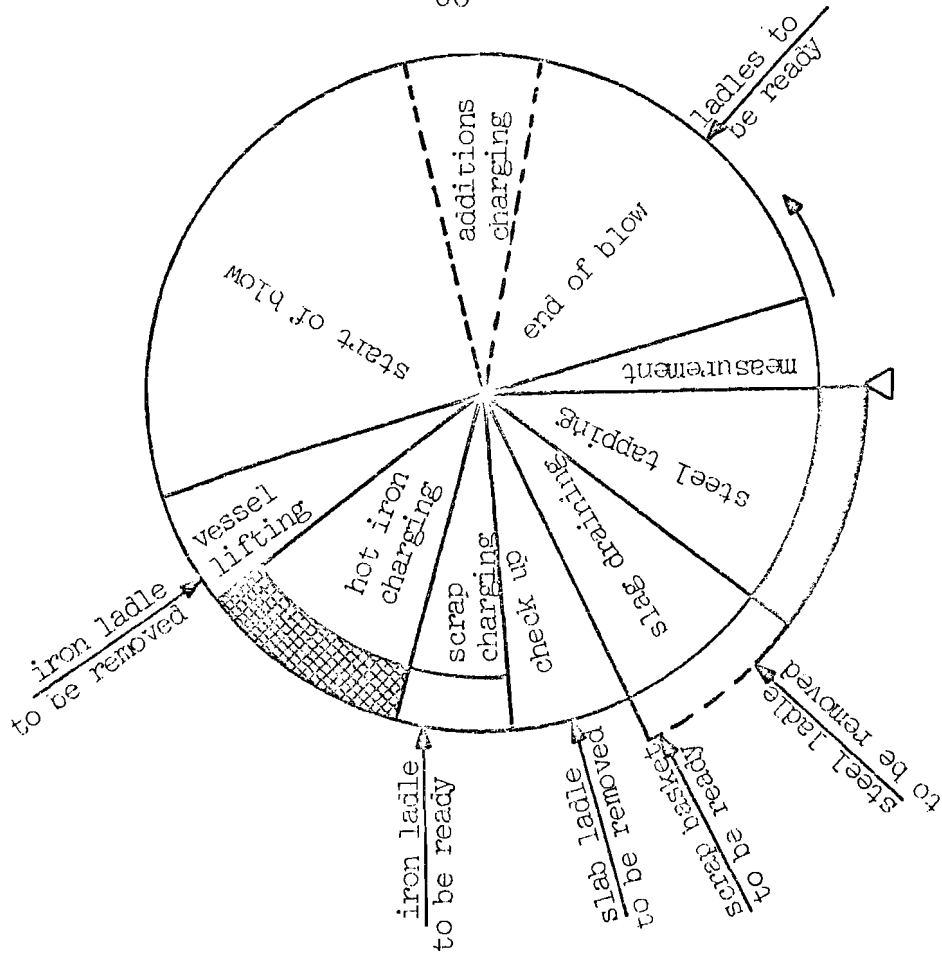 ladles to
be ready
additions
charging
start of blow
end of blow
measurement
steel tapping
slag draining
check up
scrap
charging
hot iron
charging
vessel
lifting
iron ladle
to be removed
iron ladle
to be ready
slab ladle
to be removed
scrap basket
to be ready
steel ladle
to be removed